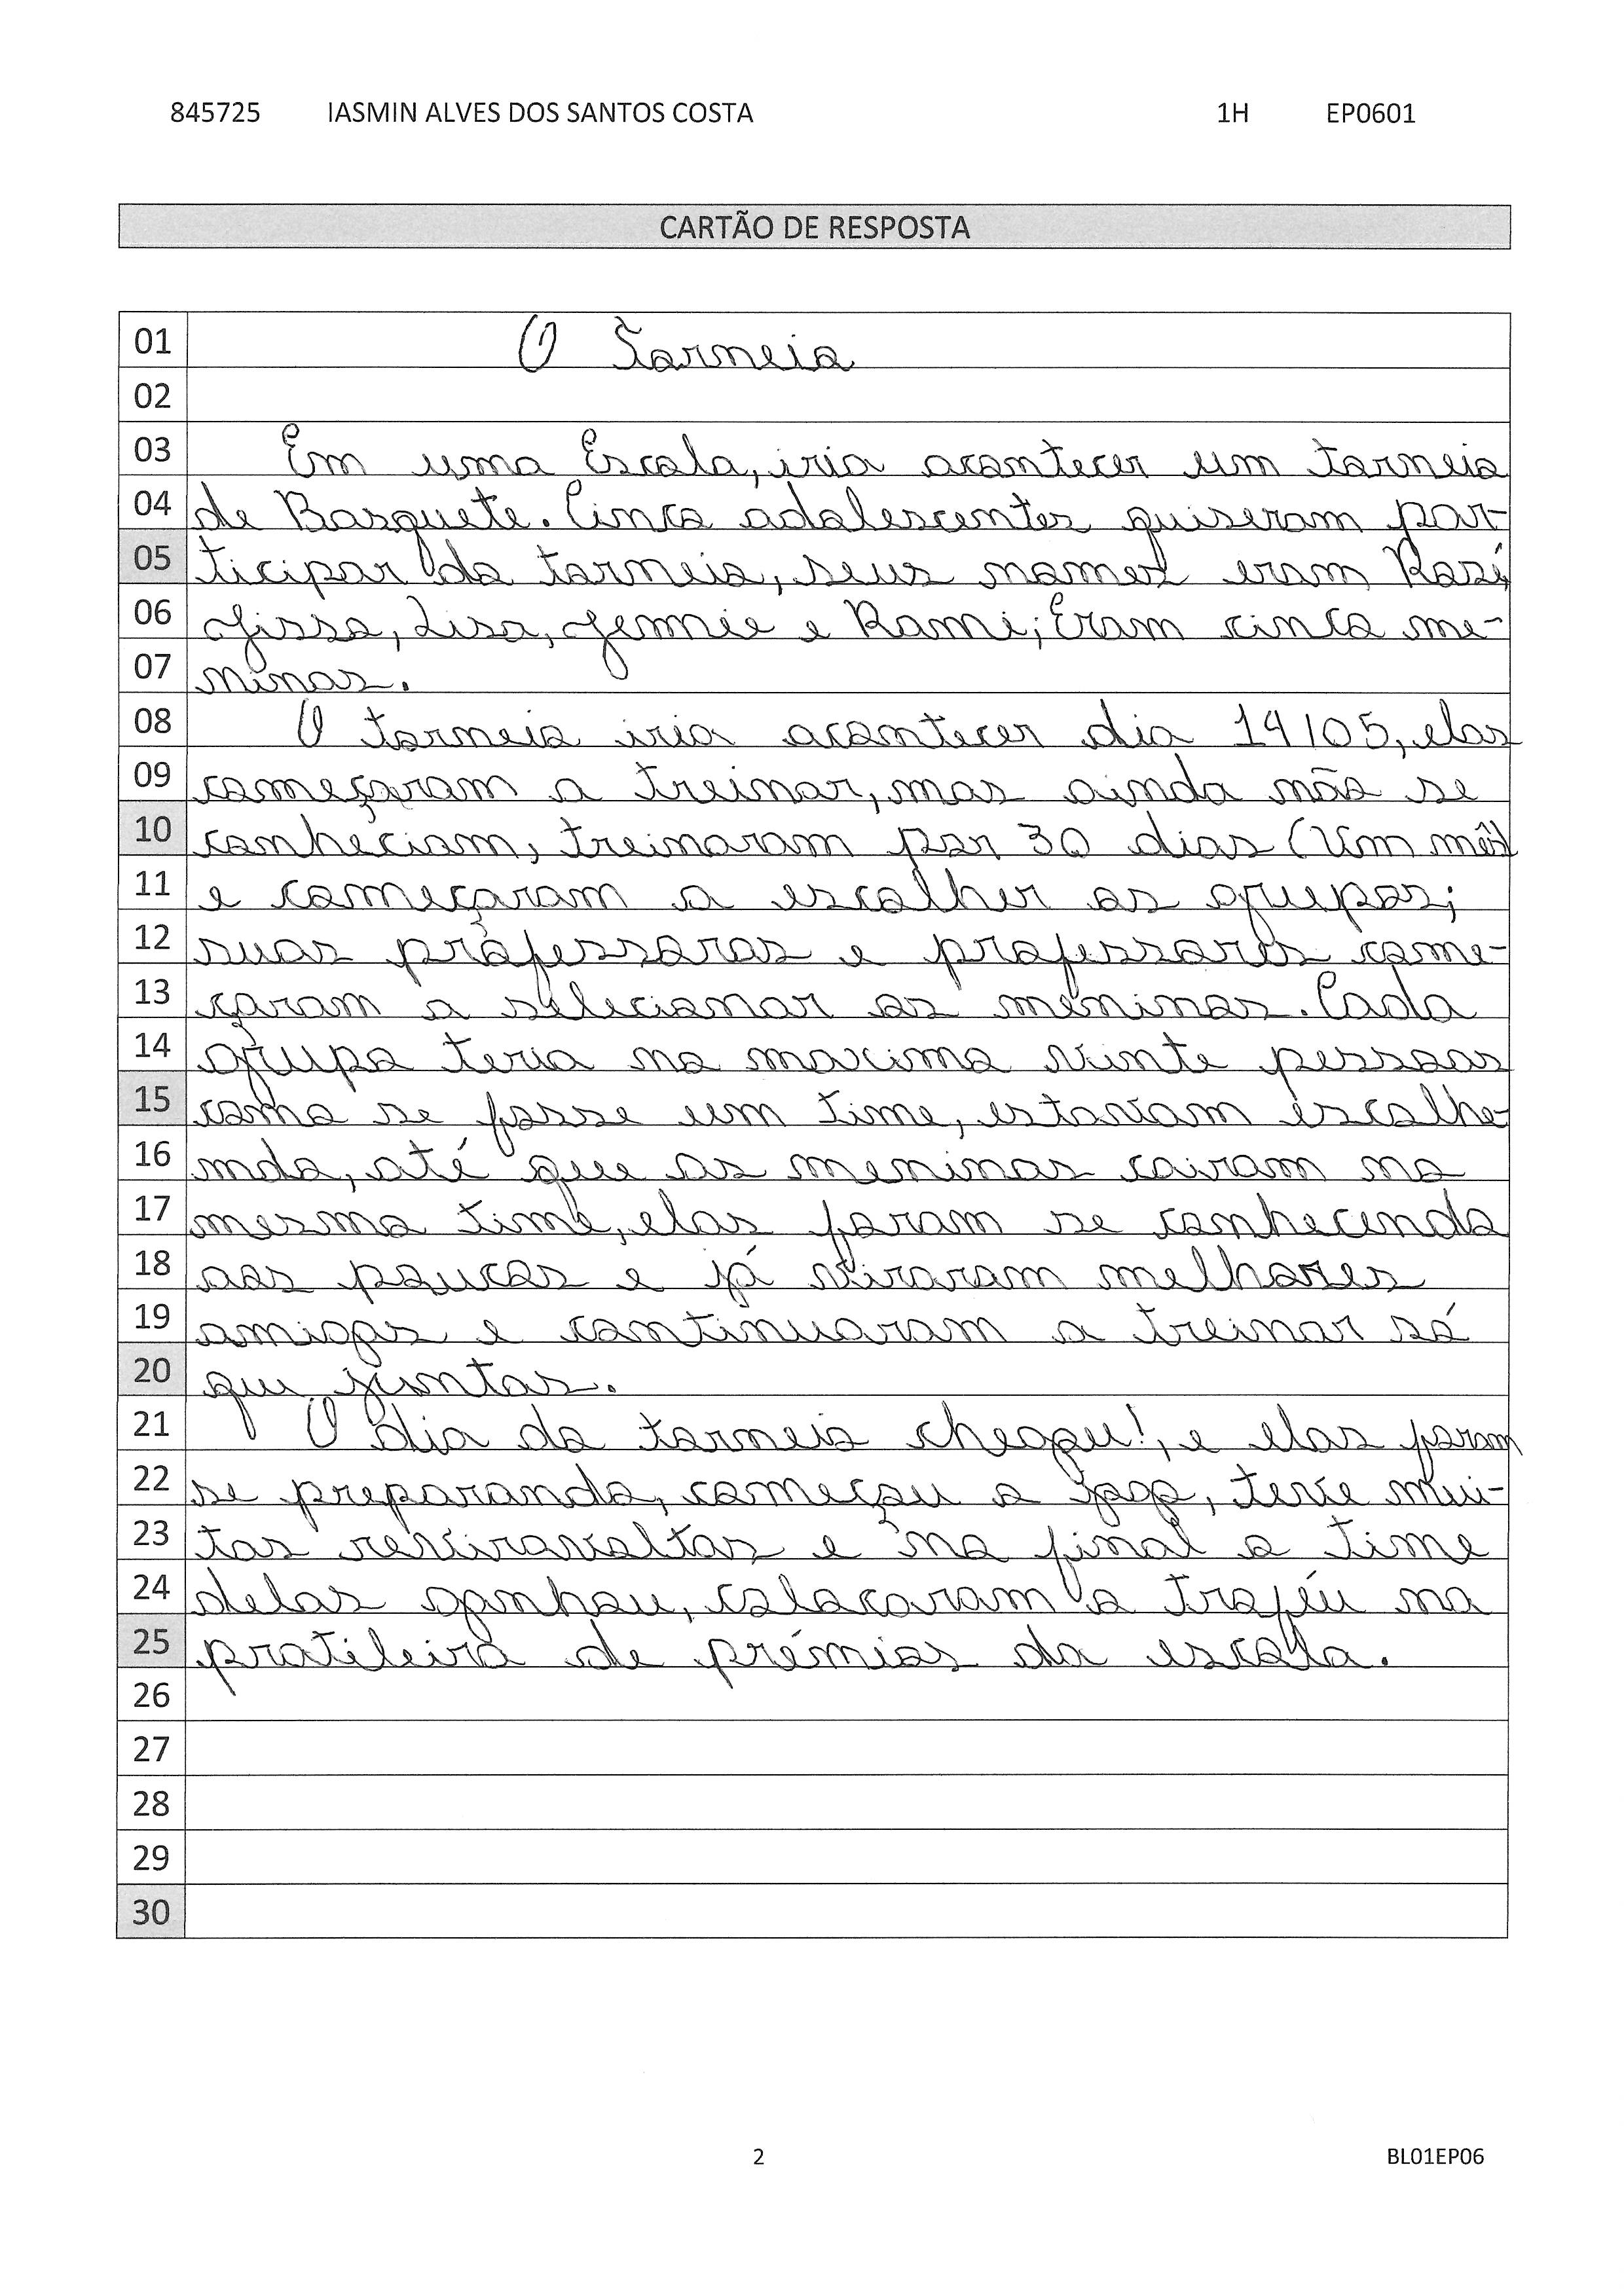 845725 IASMIN ALVES DOS SANTOS COSTA 1H EP0601
CARTÃO DE RESPOSTA
01 O Torneio
02
03 Em uma Escola, iria acontecer um torneio
04 de Basquete. Cinco adolescentes quiseram par-
05 ticipar do torneio, seus nomes eram Rosé,
06 Jisso, Lisa, Jennie e Rami; Eram cinco me-
07 ninas.
08 O torneio iria acontecer dia 14/05, elas
09 começaram a treinar, mas ainda não se
10 conheciam, treinaram por 30 dias (Um mês)
11 e começaram a escolher os grupos;
12 suas professoras e professores come-
13 çaram a selecionar as meninas. Cada
14 grupo teria no maximo vinte pessoas
15 como se fosse um time, estavam escolhe-
16 ndo, até que as meninas cairam no
17 mesmo time, elas foram se conhecendo
18 aos poucos e já viraram melhores
19 amigas e continuaram a treinar só
20 que juntas.
21 O dia do torneio chegou!, e elas foram
22 se preparando, começou o jogo, teve mui-
23 tas reviravoltas e no final o time
24 delas ganhou, colocaram o troféu na
25 pratileira de prémios da escola.
26
27
28
29
30
2 BL01EP06